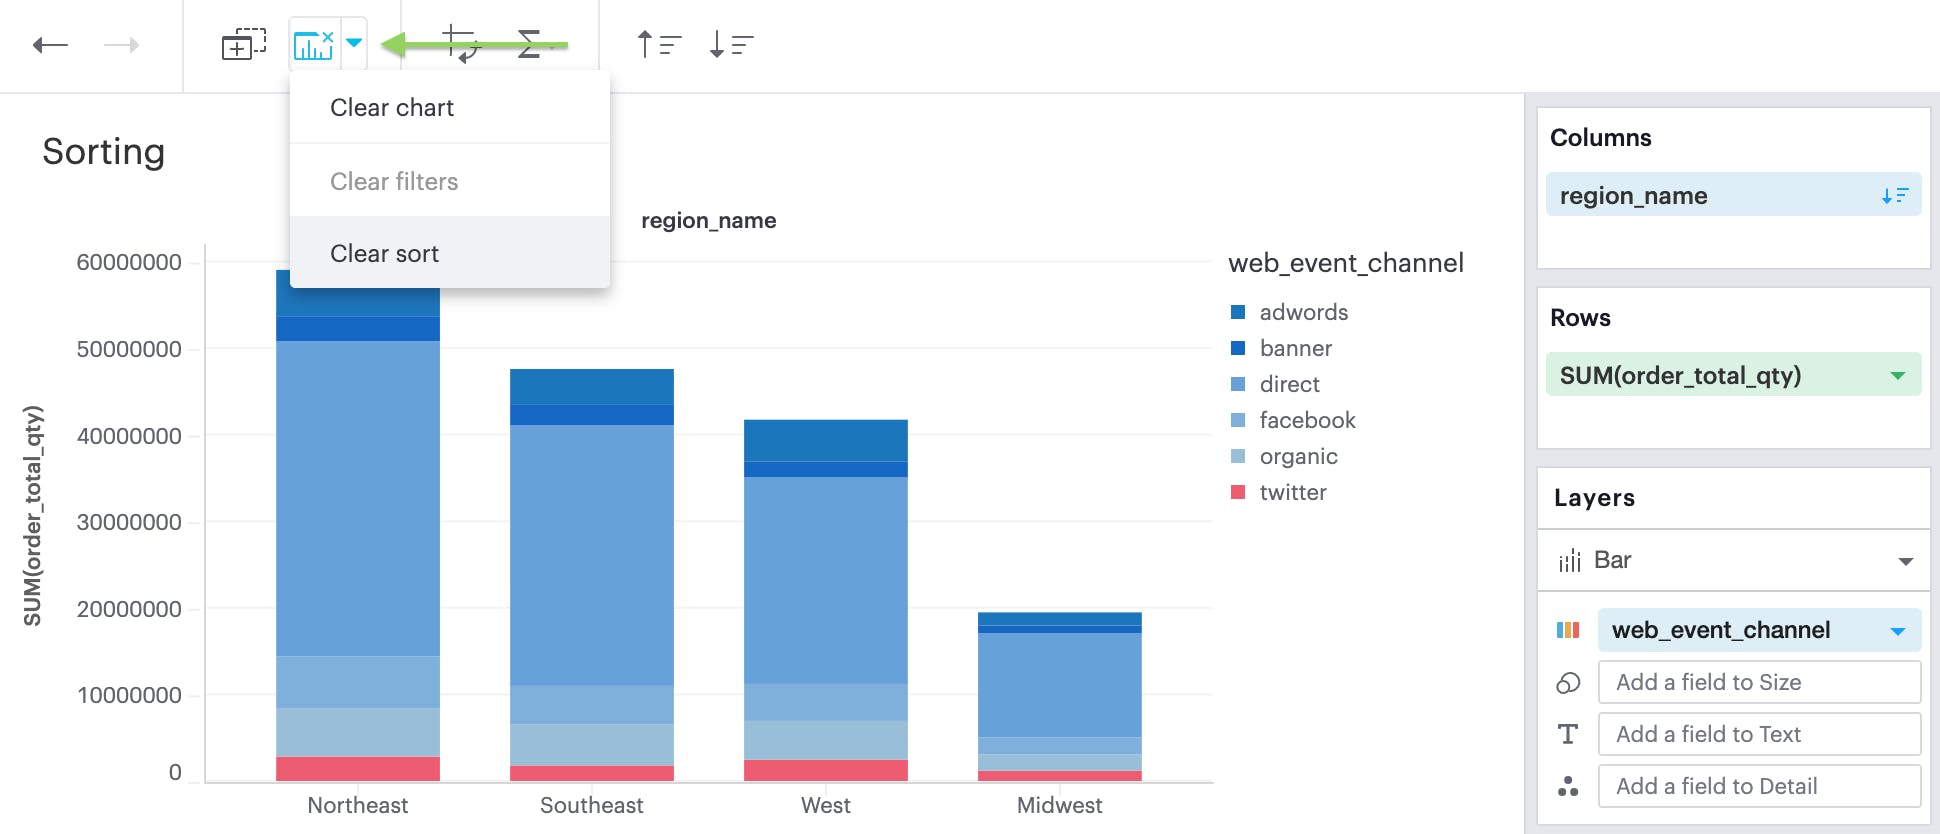 Clear chart
Clear filters
Clear sort
Sorting
region_name
SUM(order_total_qty)
60000000
50000000
40000000
30000000
20000000
10000000
0
Northeast
Southeast
West
Midwest
web_event_channel
adwords
banner
direct
facebook
organic
twitter
Columns
region_name
Rows
SUM(order_total_qty)
Layers
Bar
web_event_channel
Add a field to Size
T
Add a field to Text
Add a field to Detail